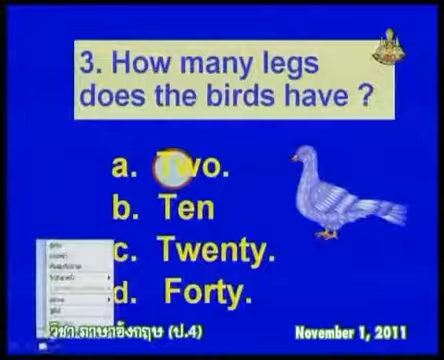 3. How many legs
does the birds have ?
a. Two.
b. Ten
c. Twenty.
d. Forty.
วิชา ภาษาอังกฤษ (ป.4)
November 1, 2011